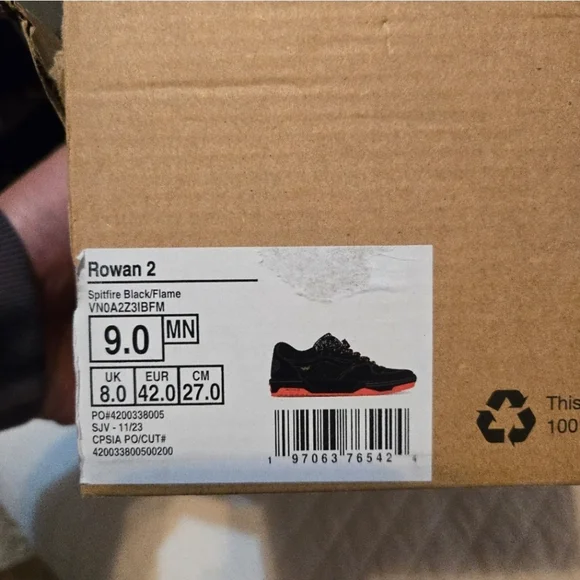 Rowan 2
Spitfire Black/Flame
VN0A2Z3IBFM
9.0 MN
UK EUR CM
8.0 42.0 27.0
PO#4200338005
SJV - 11/23
CPSIA PO/CUT#
420033800500200
1 97063 76542 4
This
100